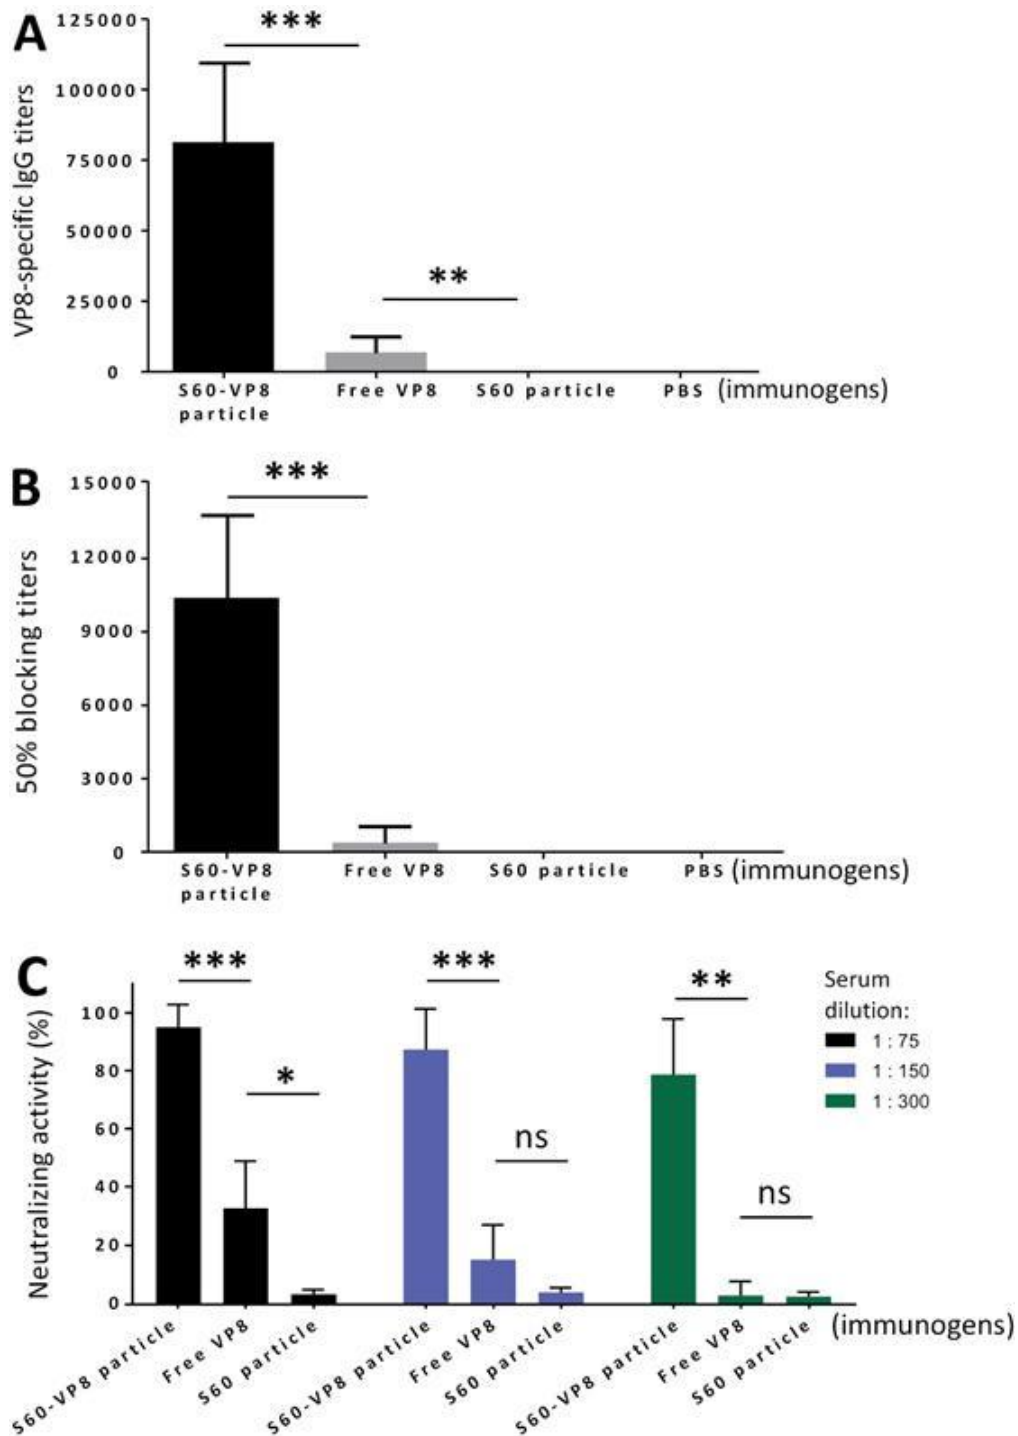 A
VP8-specific IgG titers
125000
100000
75000
50000
25000
0
***
**
S60-VP8
particle
Free VP8
S60 particle
PBS
(immunogens)
B
50% blocking titers
15000
12000
9000
6000
3000
0
***
S60-VP8
particle
Free VP8
S60 particle
PBS
(immunogens)
C
Neutralizing activity (%)
100
80
60
40
20
0
***
*
***
ns
**
ns
Serum
dilution:
1 : 75
1 : 150
1 : 300
S60-VP8 particle
Free VP8
S60 particle
S60-VP8 particle
Free VP8
S60 particle
S60-VP8 particle
Free VP8
S60 particle
(immunogens)